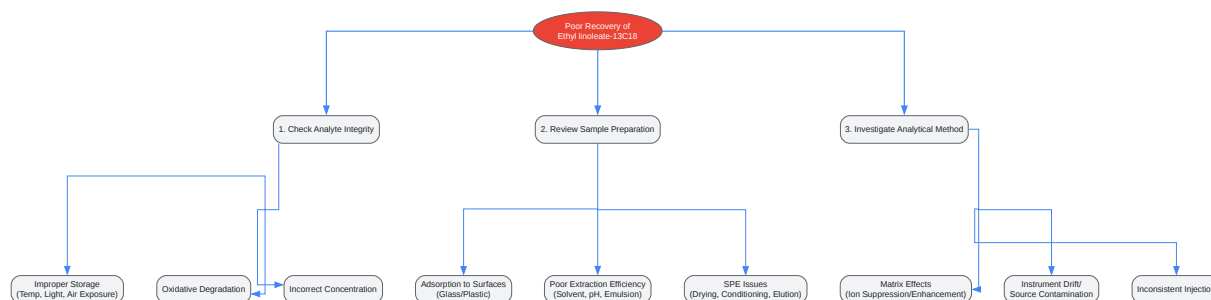 Poor Recovery of
Ethyl linoleate-13C18
1. Check Analyte Integrity
2. Review Sample Preparation
3. Investigate Analytical Method
Improper Storage
(Temp, Light, Air Exposure)
Oxidative Degradation
Incorrect Concentration
Adsorption to Surfaces
(Glass/Plastic)
Poor Extraction Efficiency
(Solvent, pH, Emulsion)
SPE Issues
(Drying, Conditioning, Elution)
Matrix Effects
(Ion Suppression/Enhancement)
Instrument Drift/
Source Contamination
Inconsistent Injectio